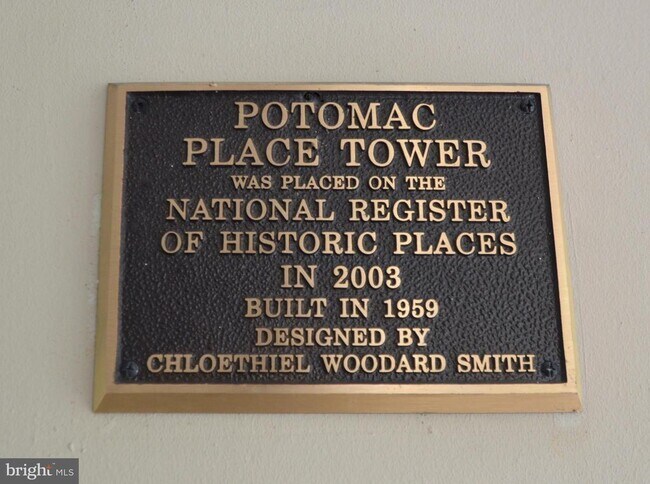 POTOMAC
PLACE TOWER
WAS PLACED ON THE
NATIONAL REGISTER
OF HISTORIC PLACES
IN 2003
BUILT IN 1959
DESIGNED BY
CHLOETHIEL WOODARD SMITH
bright MLS